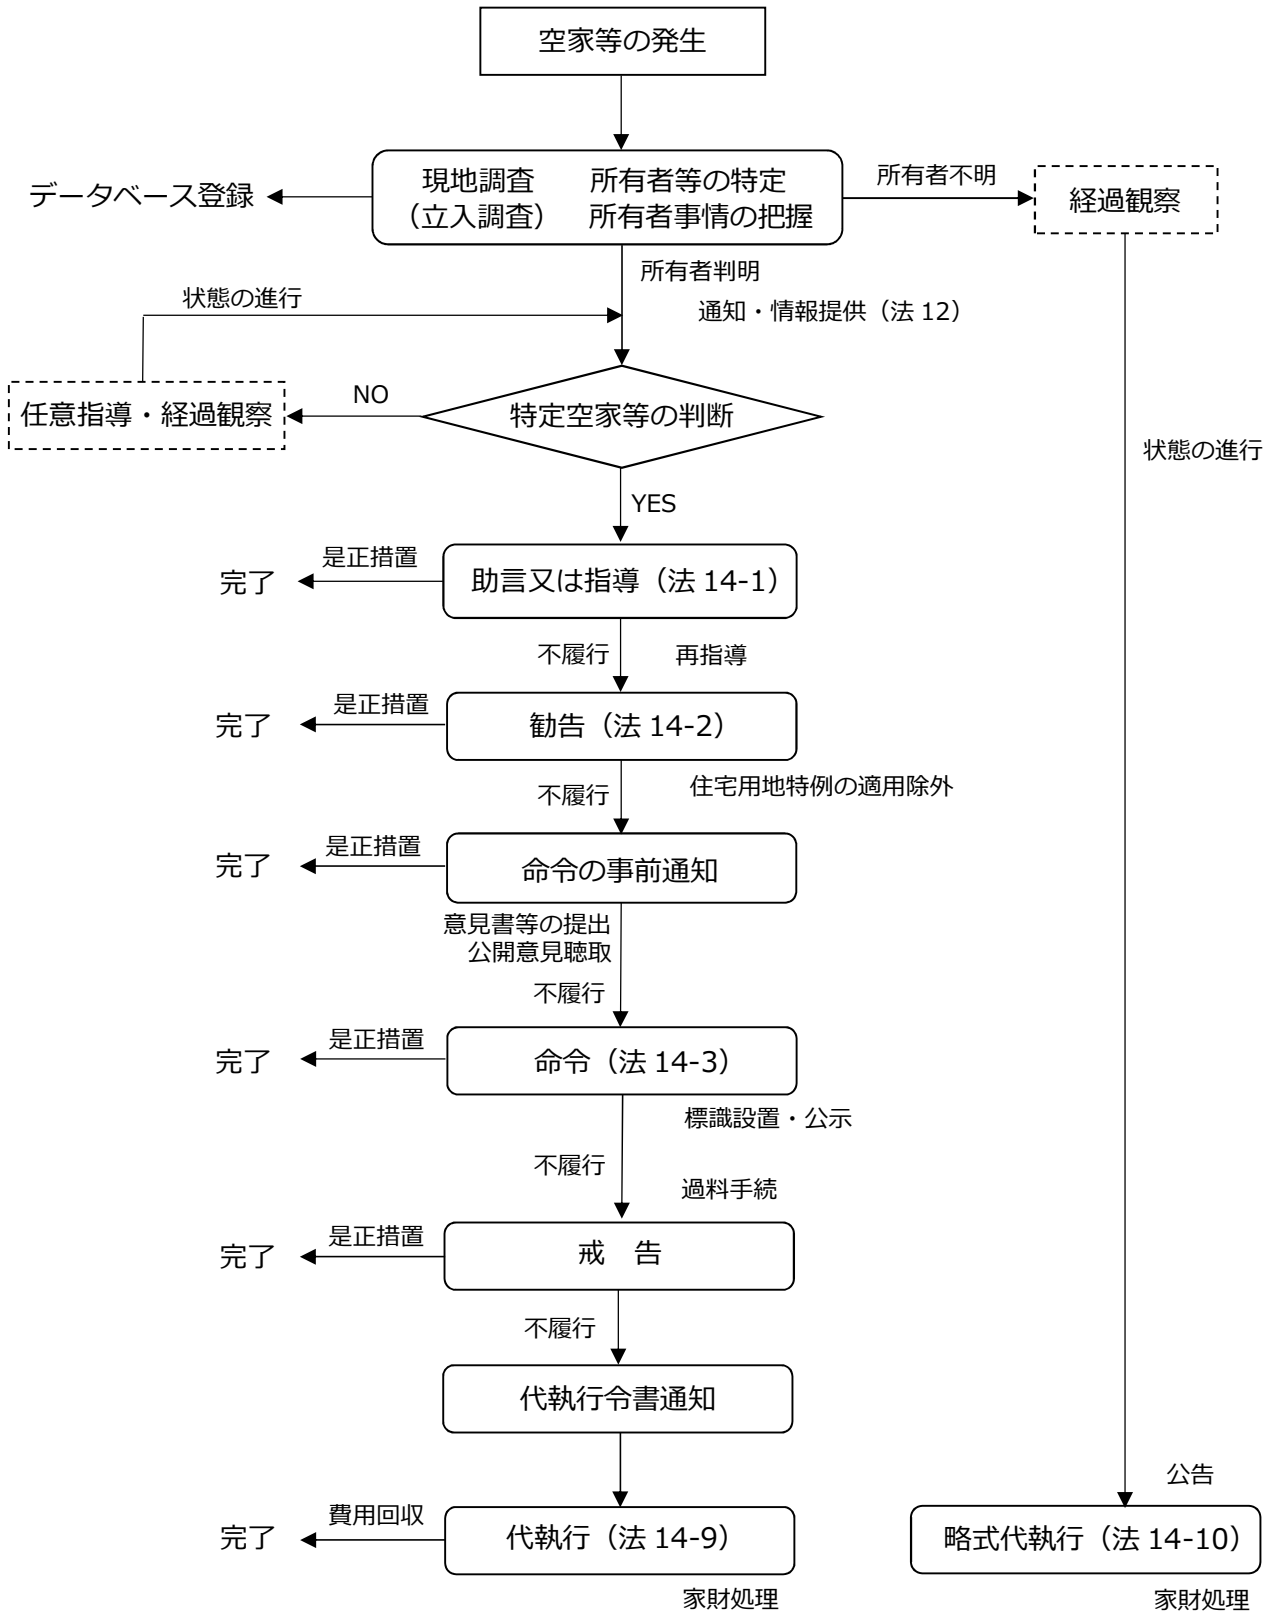 空家等の発生
データベース登録
現地調査　　所有者等の特定
（立入調査）　所有者事情の把握
所有者不明
経過観察
所有者判明
状態の進行
通知・情報提供（法 12）
任意指導・経過観察
NO
特定空家等の判断
状態の進行
YES
完了
是正措置
助言又は指導（法 14-1）
不履行
再指導
完了
是正措置
勧告（法 14-2）
不履行
住宅用地特例の適用除外
完了
是正措置
命令の事前通知
意見書等の提出
公開意見聴取
不履行
完了
是正措置
命令（法 14-3）
標識設置・公示
不履行
過料手続
完了
是正措置
戒　告
不履行
代執行令書通知
公告
完了
費用回収
代執行（法 14-9）
略式代執行（法 14-10）
家財処理
家財処理